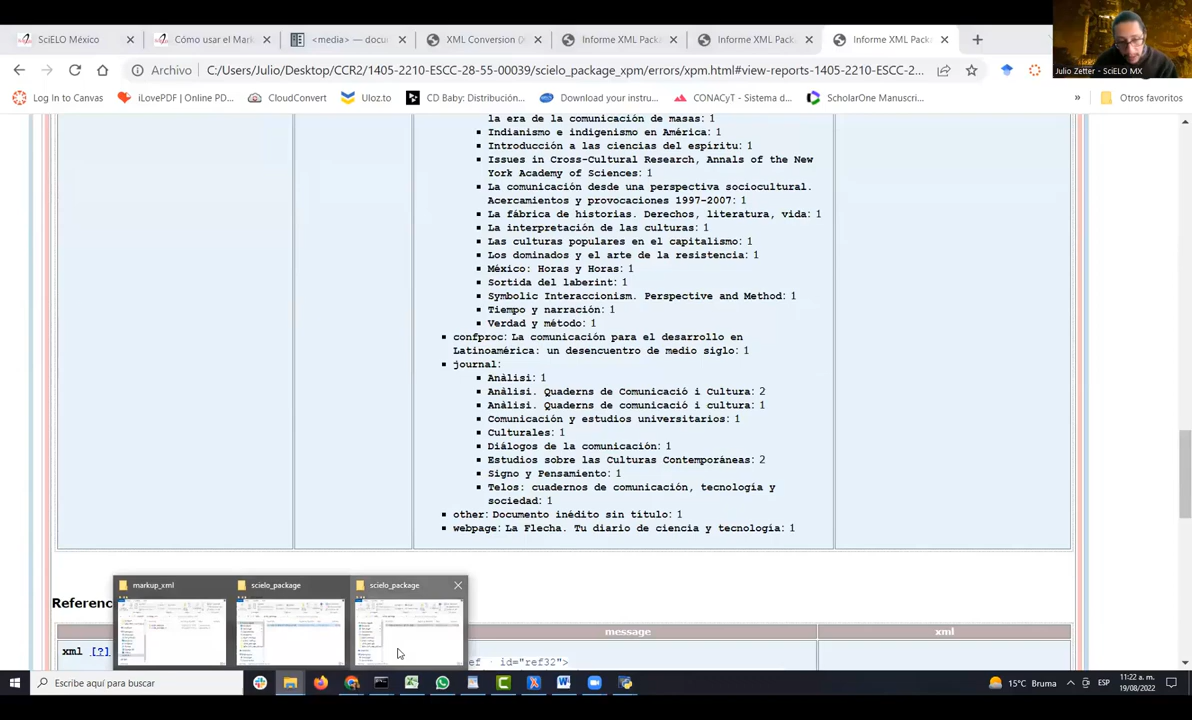 SciELO México
Cómo usar el Mark
<media> — docu
XML Conversion (
Informe XML Pack
Informe XML Pack
Informe XML Pack
Archivo
C:/Users/Julio/Desktop/CCR2/1405-2210-ESCC-28-55-00039/scielo_package_xpm/errors/xpm.html#view-reports-1405-2210-ESCC-2...
Julio Zetter - SciELO MX
Log In to Canvas
iLovePDF | Online PD...
CloudConvert
Uloz.to
CD Baby: Distribución...
Download your instru...
CONACyT - Sistema d...
ScholarOne Manuscri...
»
Otros favoritos
la era de la comunicación de masas: 1
Indianismo e indigenismo en América: 1
Introducción a las ciencias del espíritu: 1
Issues in Cross-Cultural Research, Annals of the New
York Academy of Sciences: 1
La comunicación desde una perspectiva sociocultural.
Acercamientos y provocaciones 1997-2007: 1
La fábrica de historias. Derechos, literatura, vida: 1
La interpretación de las culturas: 1
Las culturas populares en el capitalismo: 1
Los dominados y el arte de la resistencia: 1
México: Horas y Horas: 1
Sortida del laberint: 1
Symbolic Interaccionism. Perspective and Method: 1
Tiempo y narración: 1
Verdad y método: 1
confproc: La comunicación para el desarrollo en
Latinoamérica: un desencuentro de medio siglo: 1
journal:
Anàlisi: 1
Anàlisi. Quaderns de Comunicació i Cultura: 2
Anàlisi. Quaderns de comunicació i cultura: 1
Comunicación y estudios universitarios: 1
Culturales: 1
Diálogos de la comunicación: 1
Estudios sobre las Culturas Contemporáneas: 2
Signo y Pensamiento: 1
Telos: cuadernos de comunicación, tecnología y
sociedad: 1
other: Documento inédito sin título: 1
webpage: La Flecha. Tu diario de ciencia y tecnología: 1
markup_xml
scielo_package
scielo_package
Referenc
message
xml
xml [?]
ef id="ref32">
Escribe aquí para buscar
15°C Bruma
ESP
11:22 a. m.
19/08/2022